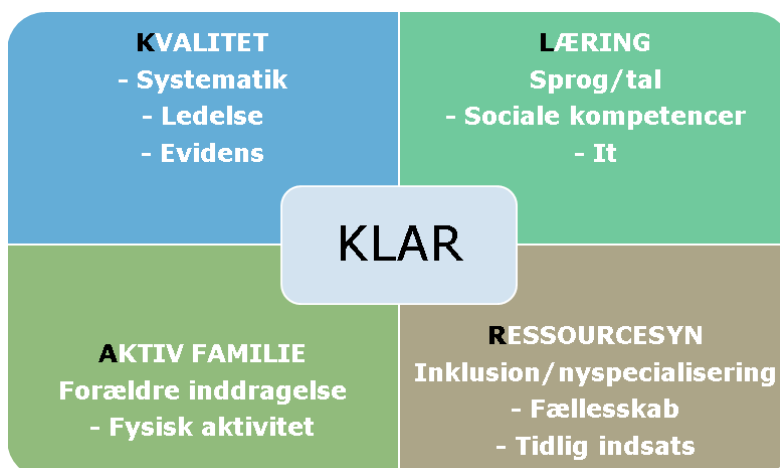 KVALITET
- Systematik
- Ledelse
- Evidens
LÆRING
Sprog/tal
- Sociale kompetencer
- It
KLAR
AKTIV FAMILIE
Forældre inddragelse
- Fysisk aktivitet
RESSOURCESYN
Inklusion/nyspecialisering
- Fællesskab
- Tidlig indsats